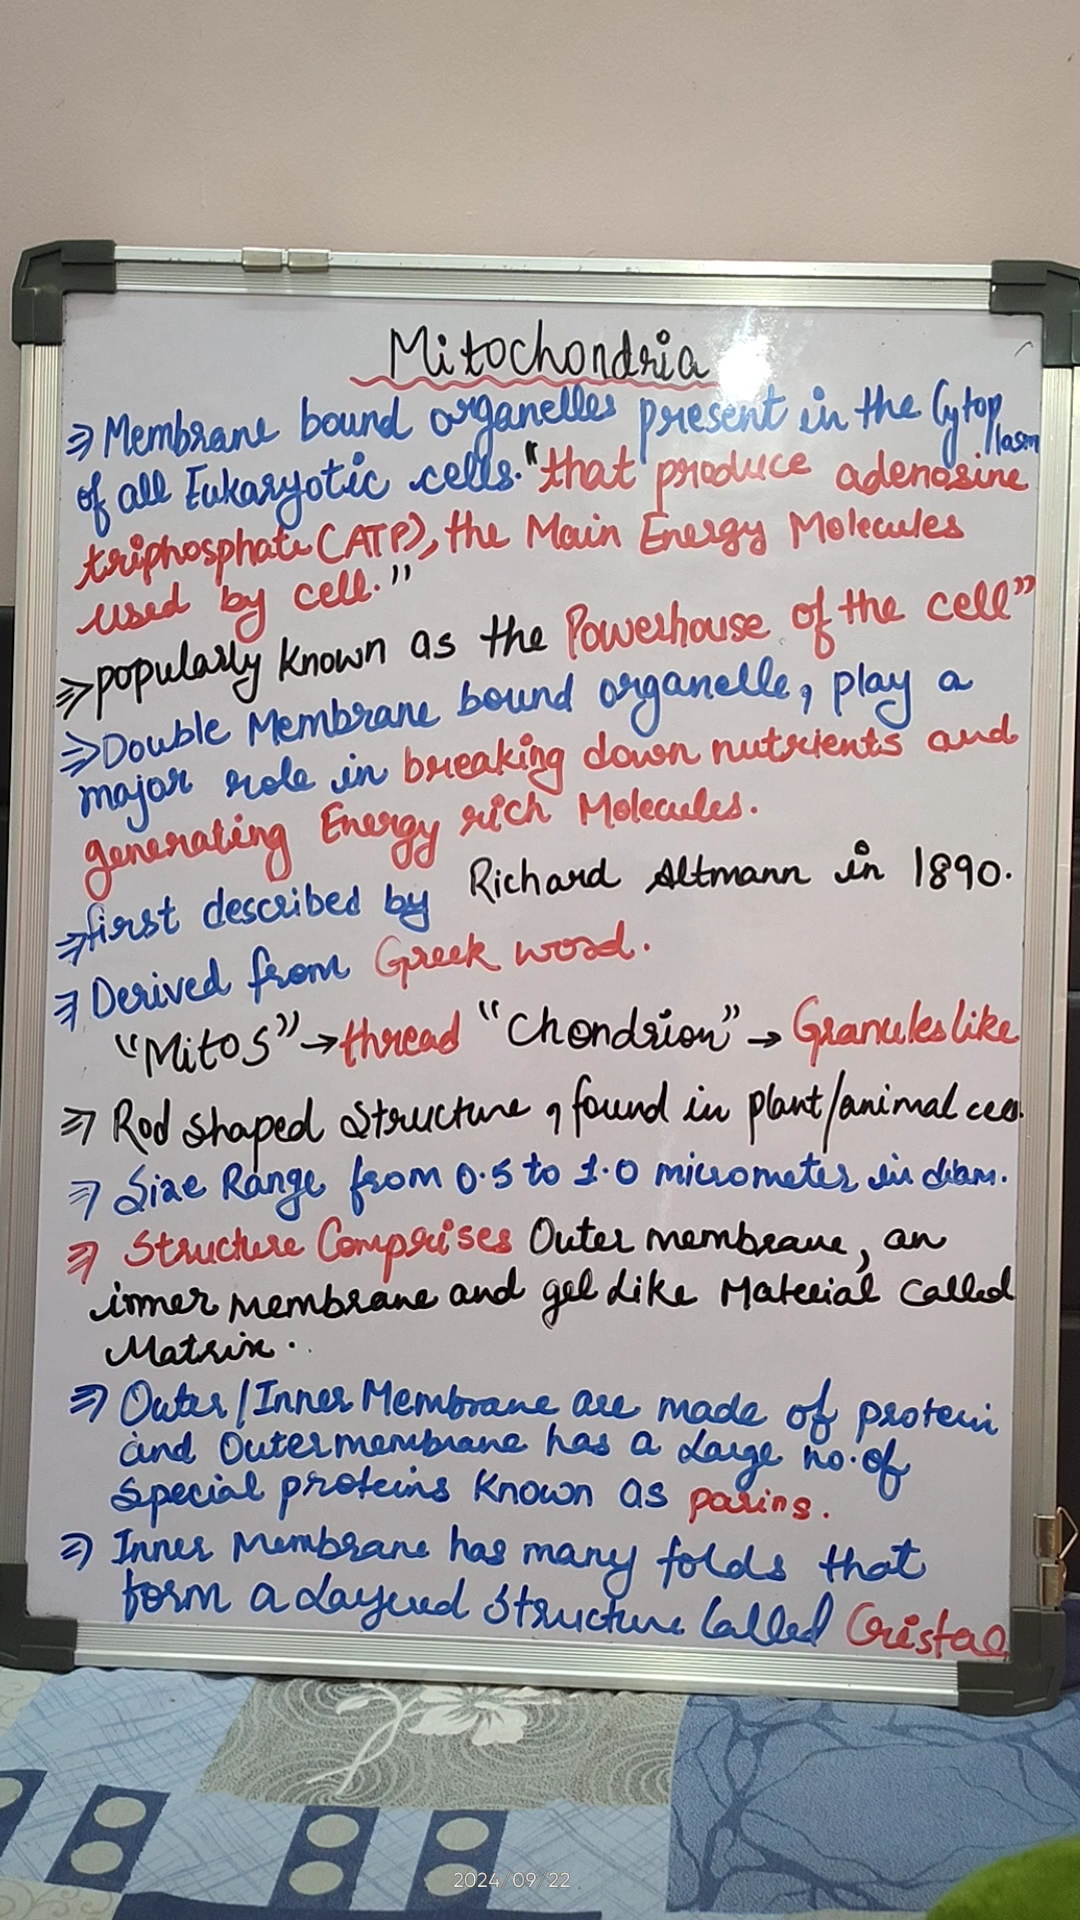 Mitochondria
⇒ Membrane bound organelles present in the Cytoplasm
of all Eukaryotic cells. "that produce adenosine
triphosphate (ATP), the Main Energy Molecules
used by cell."
⇒ popularly known as the Powerhouse of the cell"
⇒ Double Membrane bound organelle, play a
major role in breaking down nutrients and
generating Energy rich Molecules.
⇒ first described by Richard Altmann in 1890.
⇒ Derived from Greek word.
"Mitos" → thread "Chondrion" → Granules like
⇒ Rod shaped structure, found in plant/animal
⇒ Size Range from 0.5 to 1.0 micrometer in diam.
⇒ Structure Comprises Outer membrane, an
inner membrane and gel like Material Called
Matrix.
⇒ Outer/Inner Membrane are made of protein
and Outer membrane has a large no. of
special proteins known as porins.
⇒ Inner Membrane has many folds that
form a layered structure Called Cristae
2024/09/22